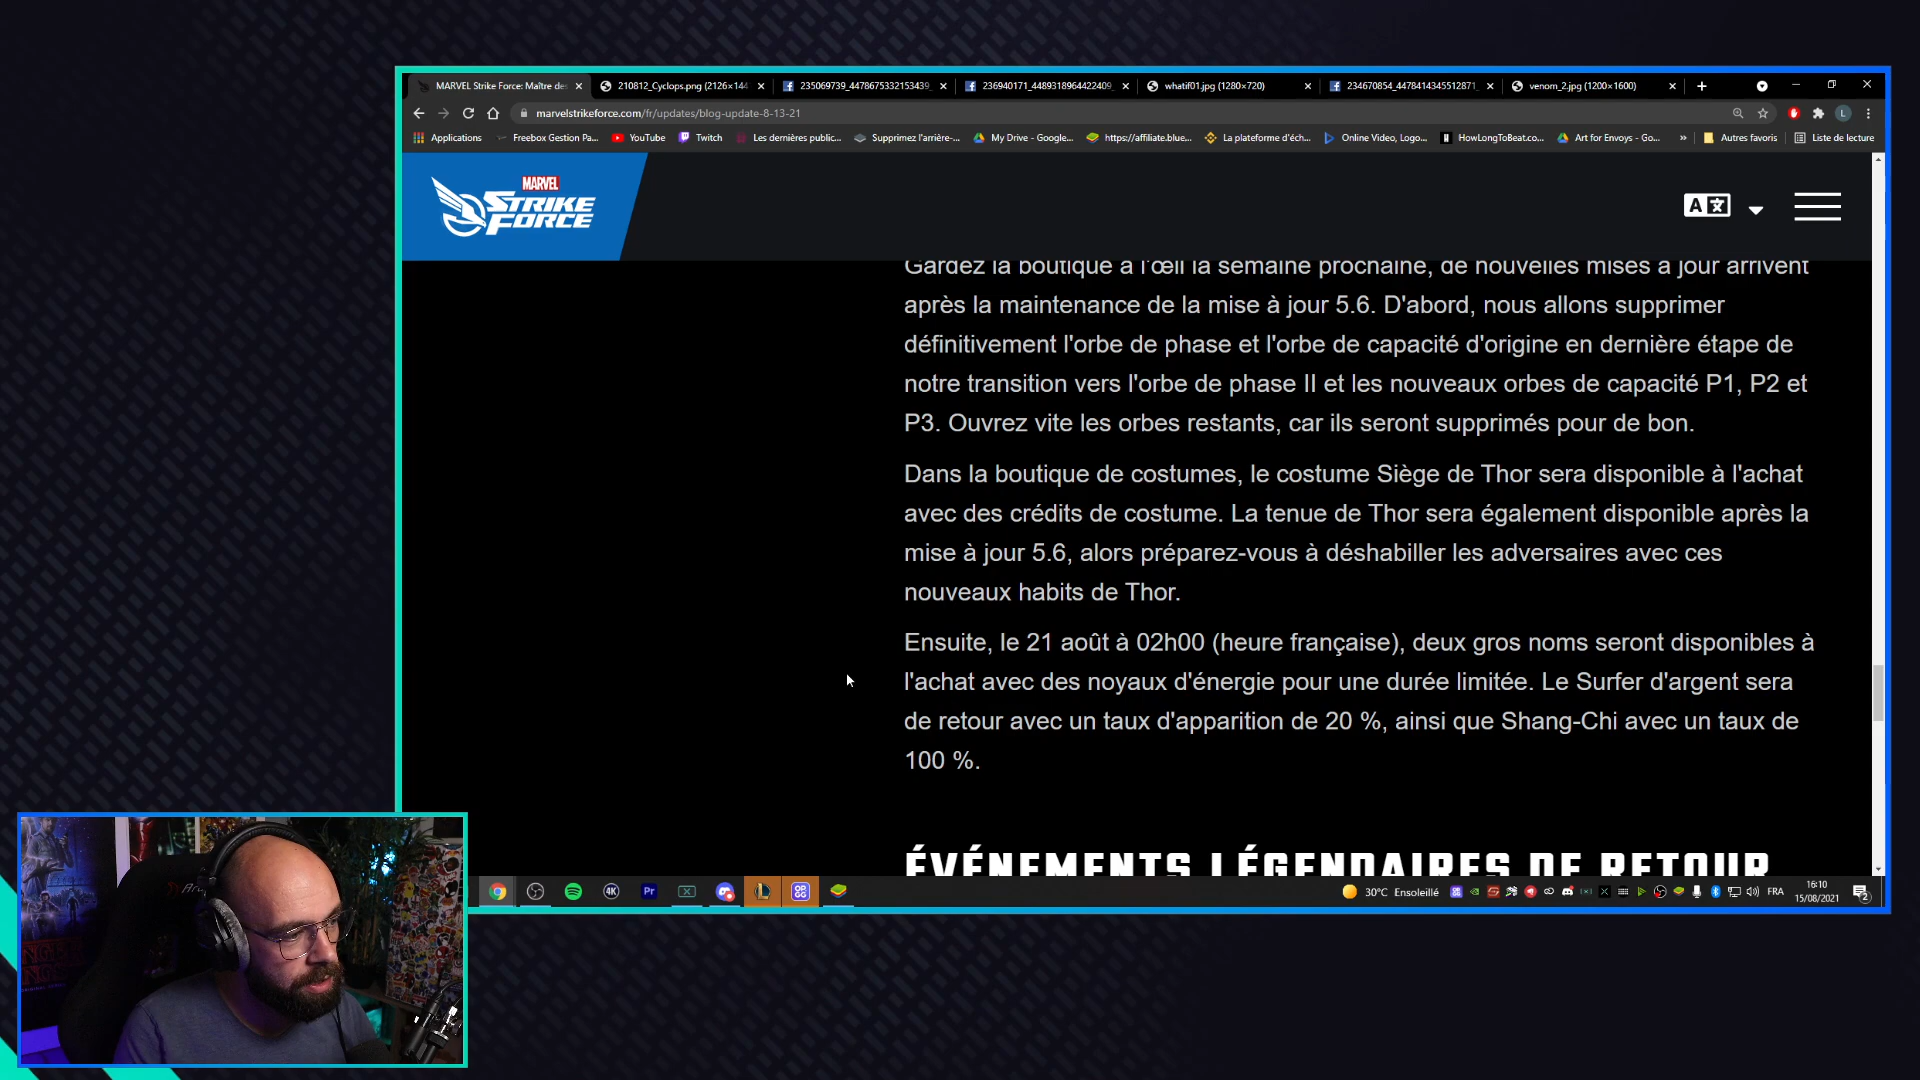 MARVEL Strike Force: Maître des
210812_Cyclops.png (2126×144
235069739_4478675332153439_
236940171_4489318964422409_
whatif01.jpg (1280×720)
234670854_4478414345512871_
venom_2.jpg (1200×1600)
marvelstrikeforce.com/fr/updates/blog-update-8-13-21
Applications
Freebox Gestion Pa...
YouTube
Twitch
Les dernières public...
Supprimez l'arrière-...
My Drive - Google...
https://affiliate.blue...
La plateforme d'éch...
Online Video, Logo...
HowLongToBeat.co...
Art for Envoys - Go...
Autres favoris
Liste de lecture
MARVEL
STRIKE
FORCE
Gardez la boutique à l'œil la semaine prochaine, de nouvelles mises à jour arrivent
après la maintenance de la mise à jour 5.6. D'abord, nous allons supprimer
définitivement l'orbe de phase et l'orbe de capacité d'origine en dernière étape de
notre transition vers l'orbe de phase II et les nouveaux orbes de capacité P1, P2 et
P3. Ouvrez vite les orbes restants, car ils seront supprimés pour de bon.
Dans la boutique de costumes, le costume Siège de Thor sera disponible à l'achat
avec des crédits de costume. La tenue de Thor sera également disponible après la
mise à jour 5.6, alors préparez-vous à déshabiller les adversaires avec ces
nouveaux habits de Thor.
Ensuite, le 21 août à 02h00 (heure française), deux gros noms seront disponibles à
l'achat avec des noyaux d'énergie pour une durée limitée. Le Surfer d'argent sera
de retour avec un taux d'apparition de 20 %, ainsi que Shang-Chi avec un taux de
100 %.
ÉVÉNEMENTS LÉGENDAIRES DE RETOUR
4K
Pr
OP
GG
30°C Ensoleillé
FRA
16:10
15/08/2021
2